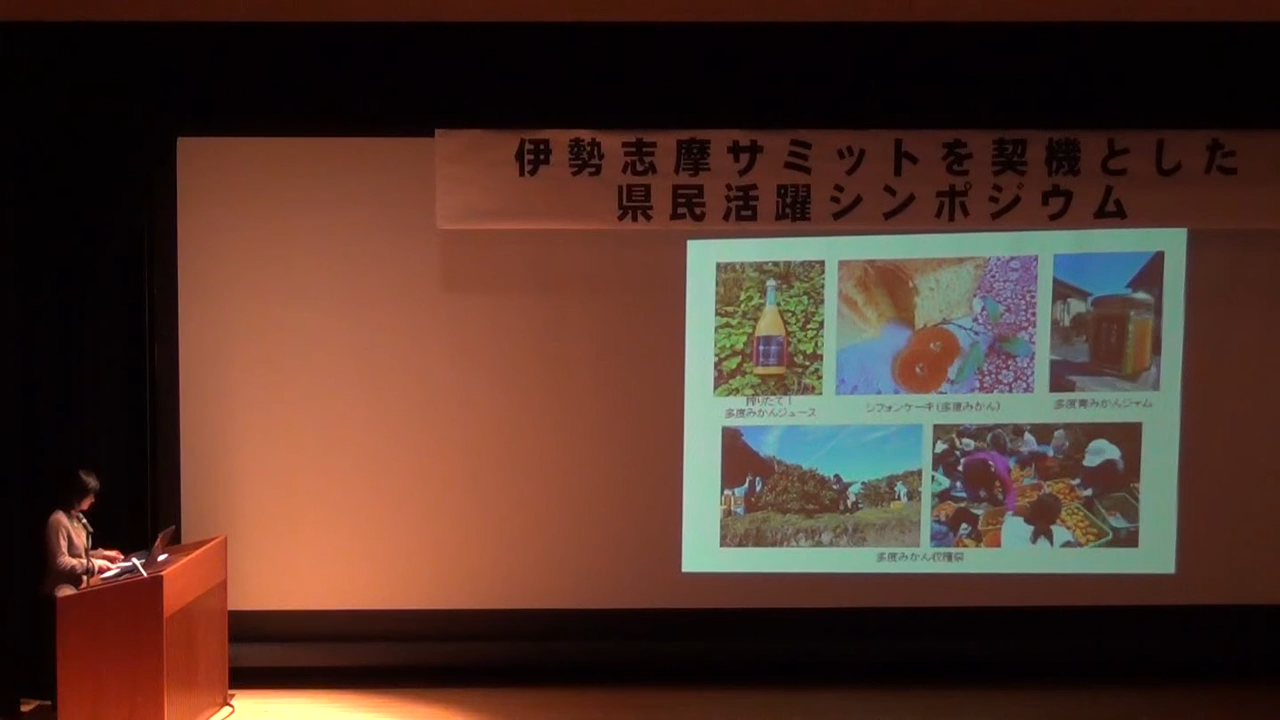 伊勢志摩サミットを契機とした
県民活躍シンポジウム
搾りたて!
多度みかんジュース
シフォンケーキ(多度みかん)
多度青みかんジャム
多度みかん収穫祭